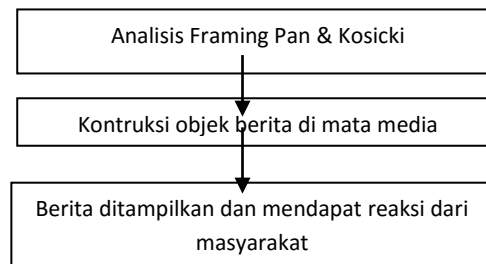 Analisis Framing Pan & Kosicki
Kontruksi objek berita di mata media
Berita ditampilkan dan mendapat reaksi dari
masyarakat